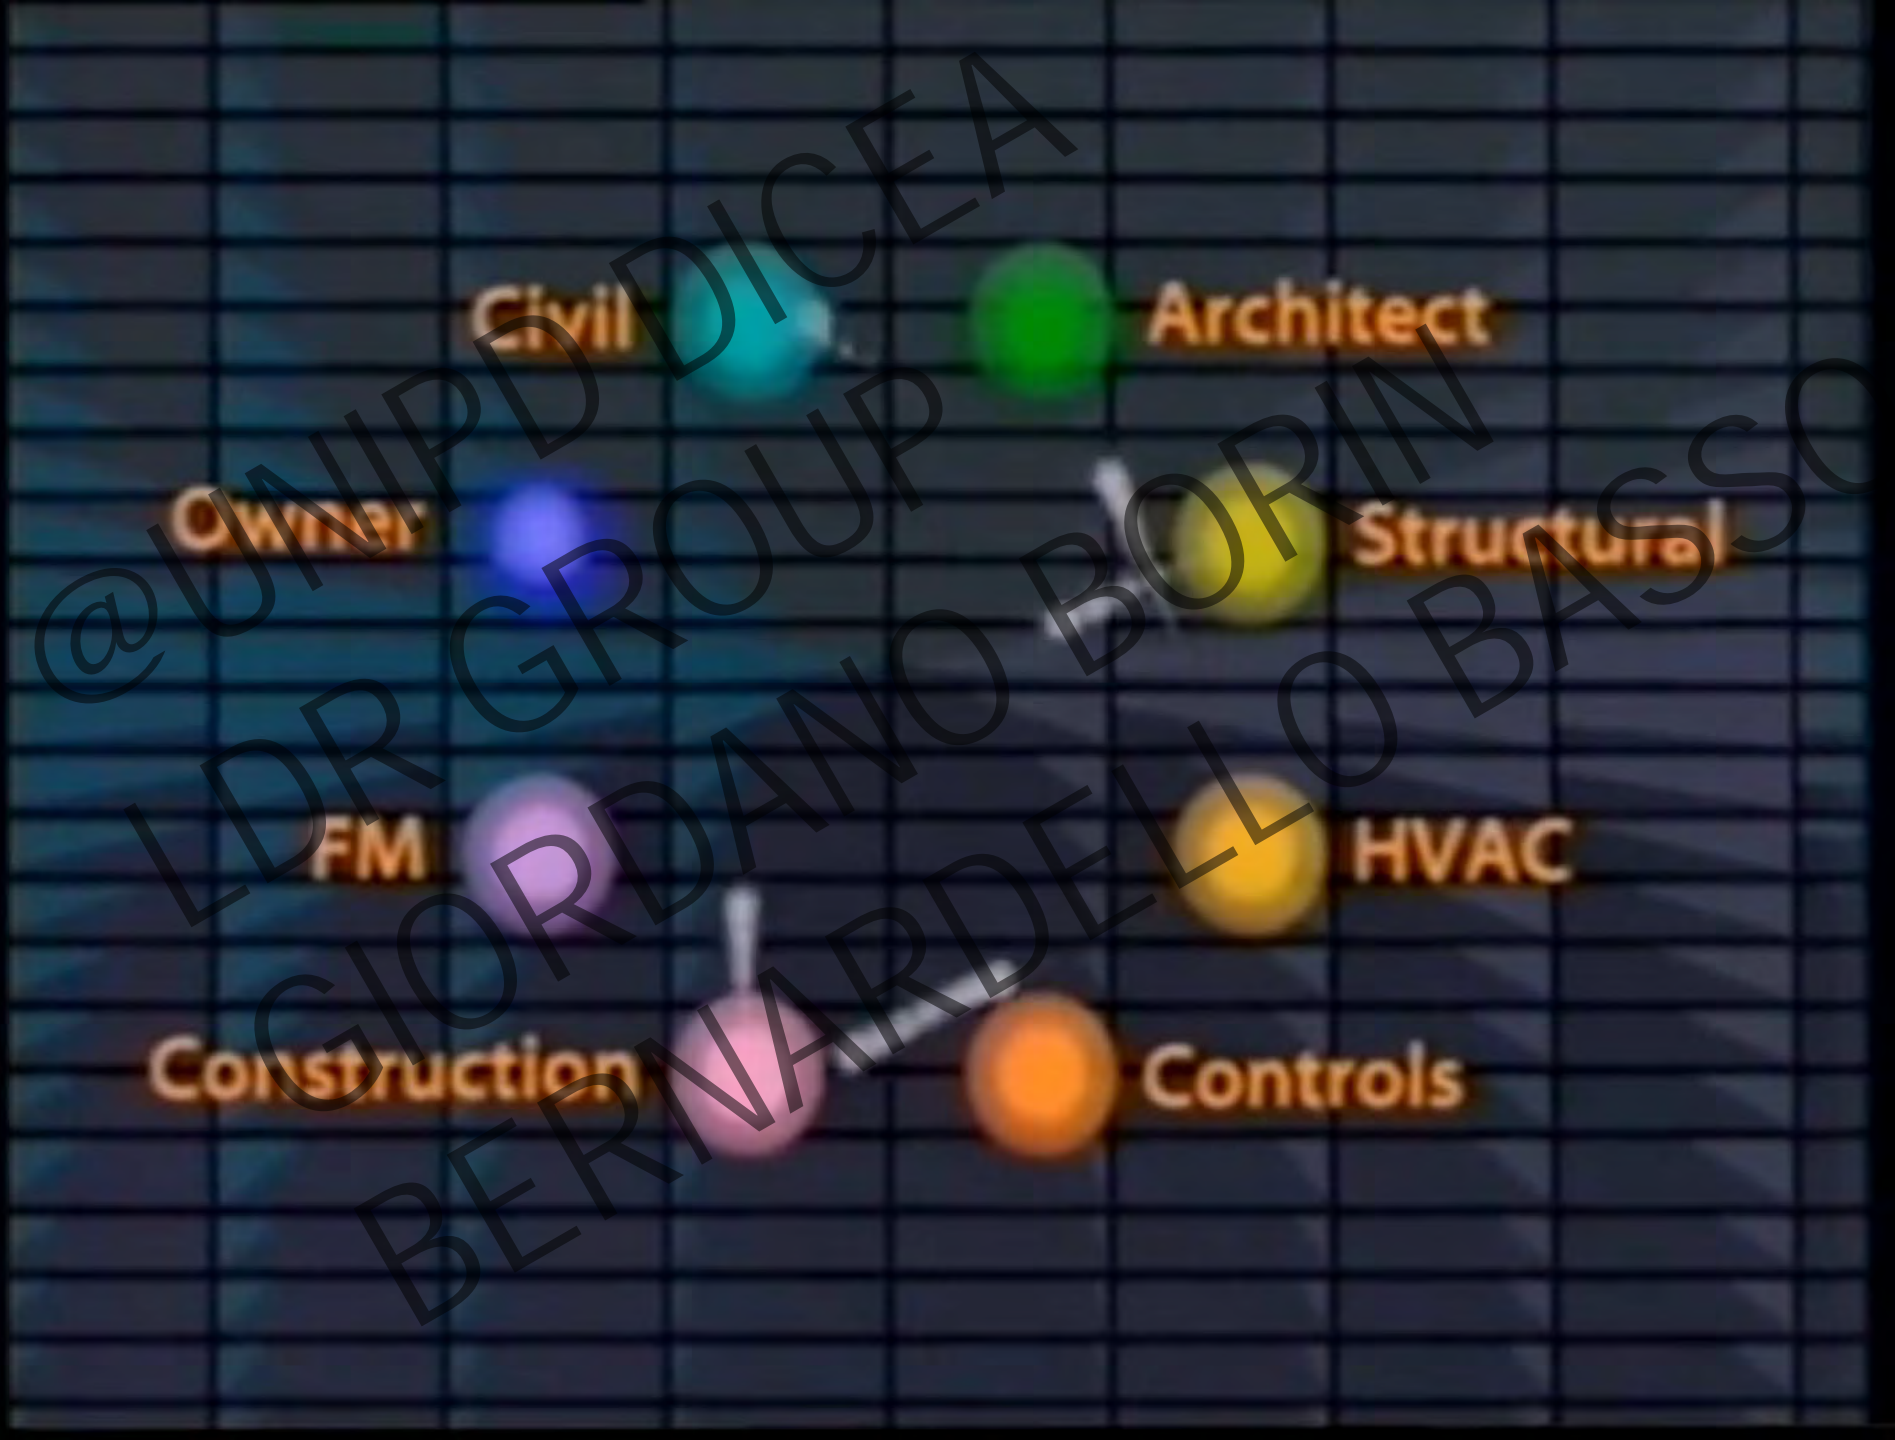 Civil
Architect
Owner
Structural
FM
HVAC
Construction
Controls
@UNIPD DICEA
LDR GROUP
GIORDANO BORIN
BERNARDELLO BASSO